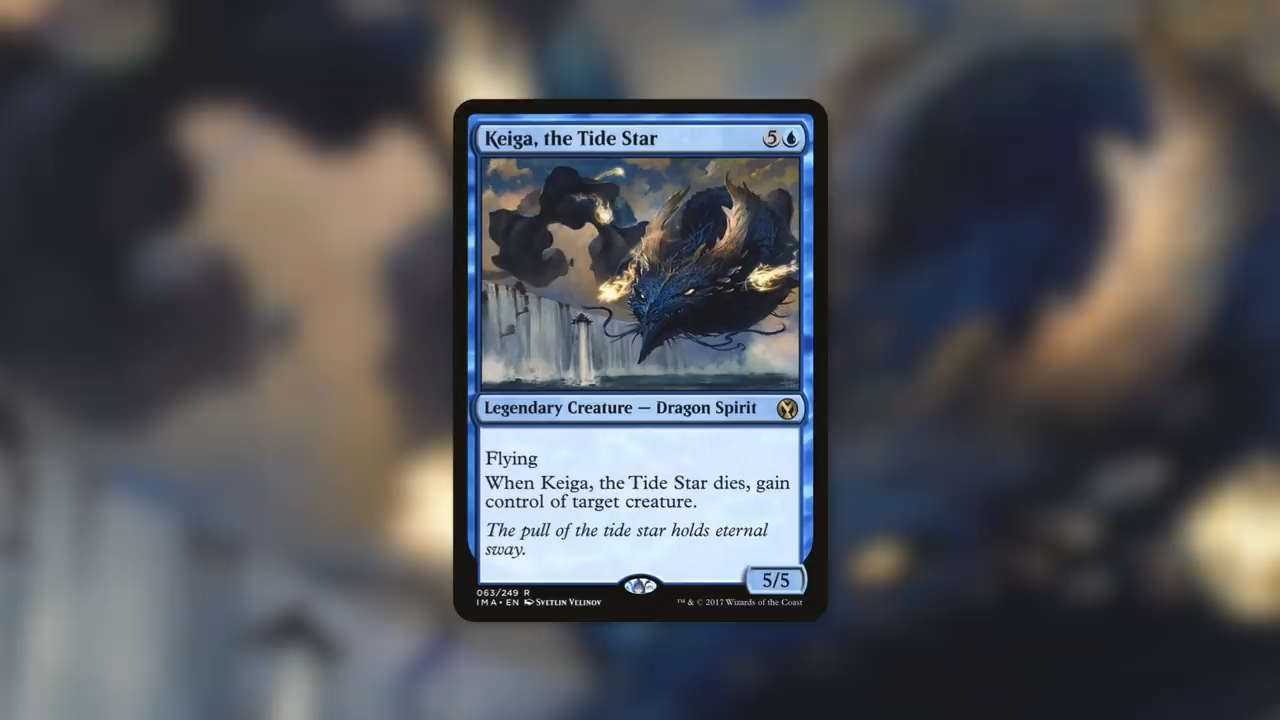 Keiga, the Tide Star 5
Legendary Creature — Dragon Spirit
Flying
When Keiga, the Tide Star dies, gain
control of target creature.
The pull of the tide star holds eternal
sway.
5/5
063/249 R
IMA • EN Svetlin Velinov ™ & © 2017 Wizards of the Coast